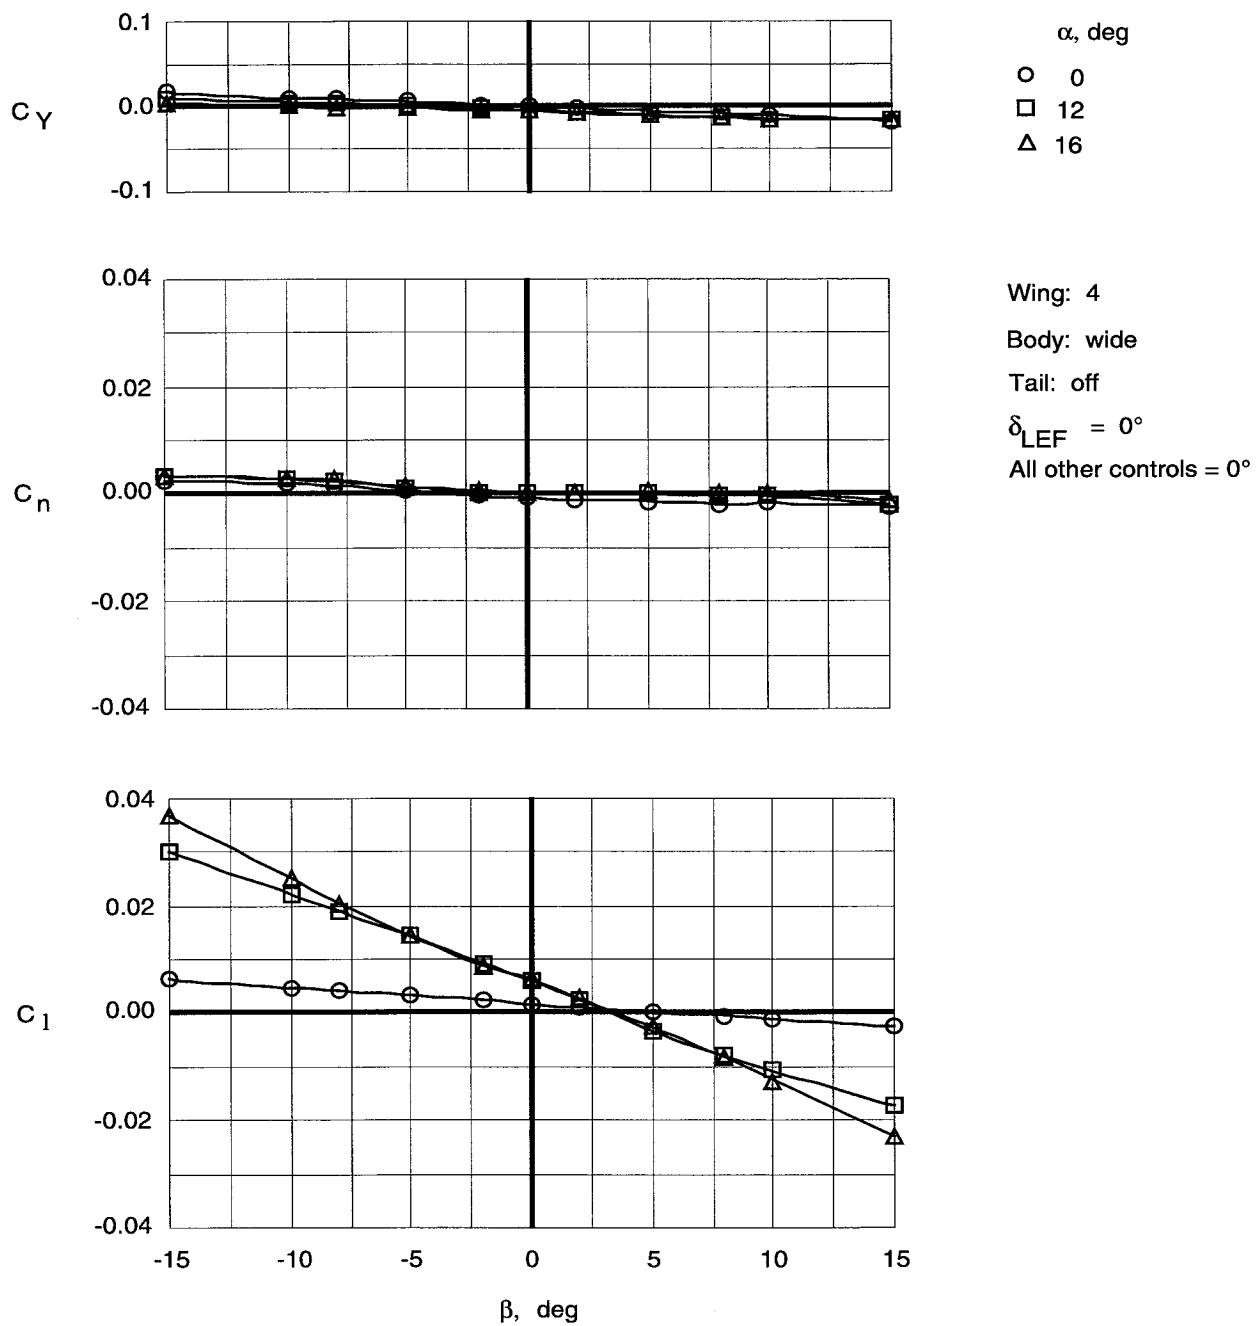 0.1
0.0
-0.1
C Y
α, deg
0
12
16
0.04
0.02
0.00
-0.02
-0.04
C n
Wing: 4
Body: wide
Tail: off
δLEF = 0°
All other controls = 0°
0.04
0.02
0.00
-0.02
-0.04
C l
-15 -10 -5 0 5 10 15
β, deg